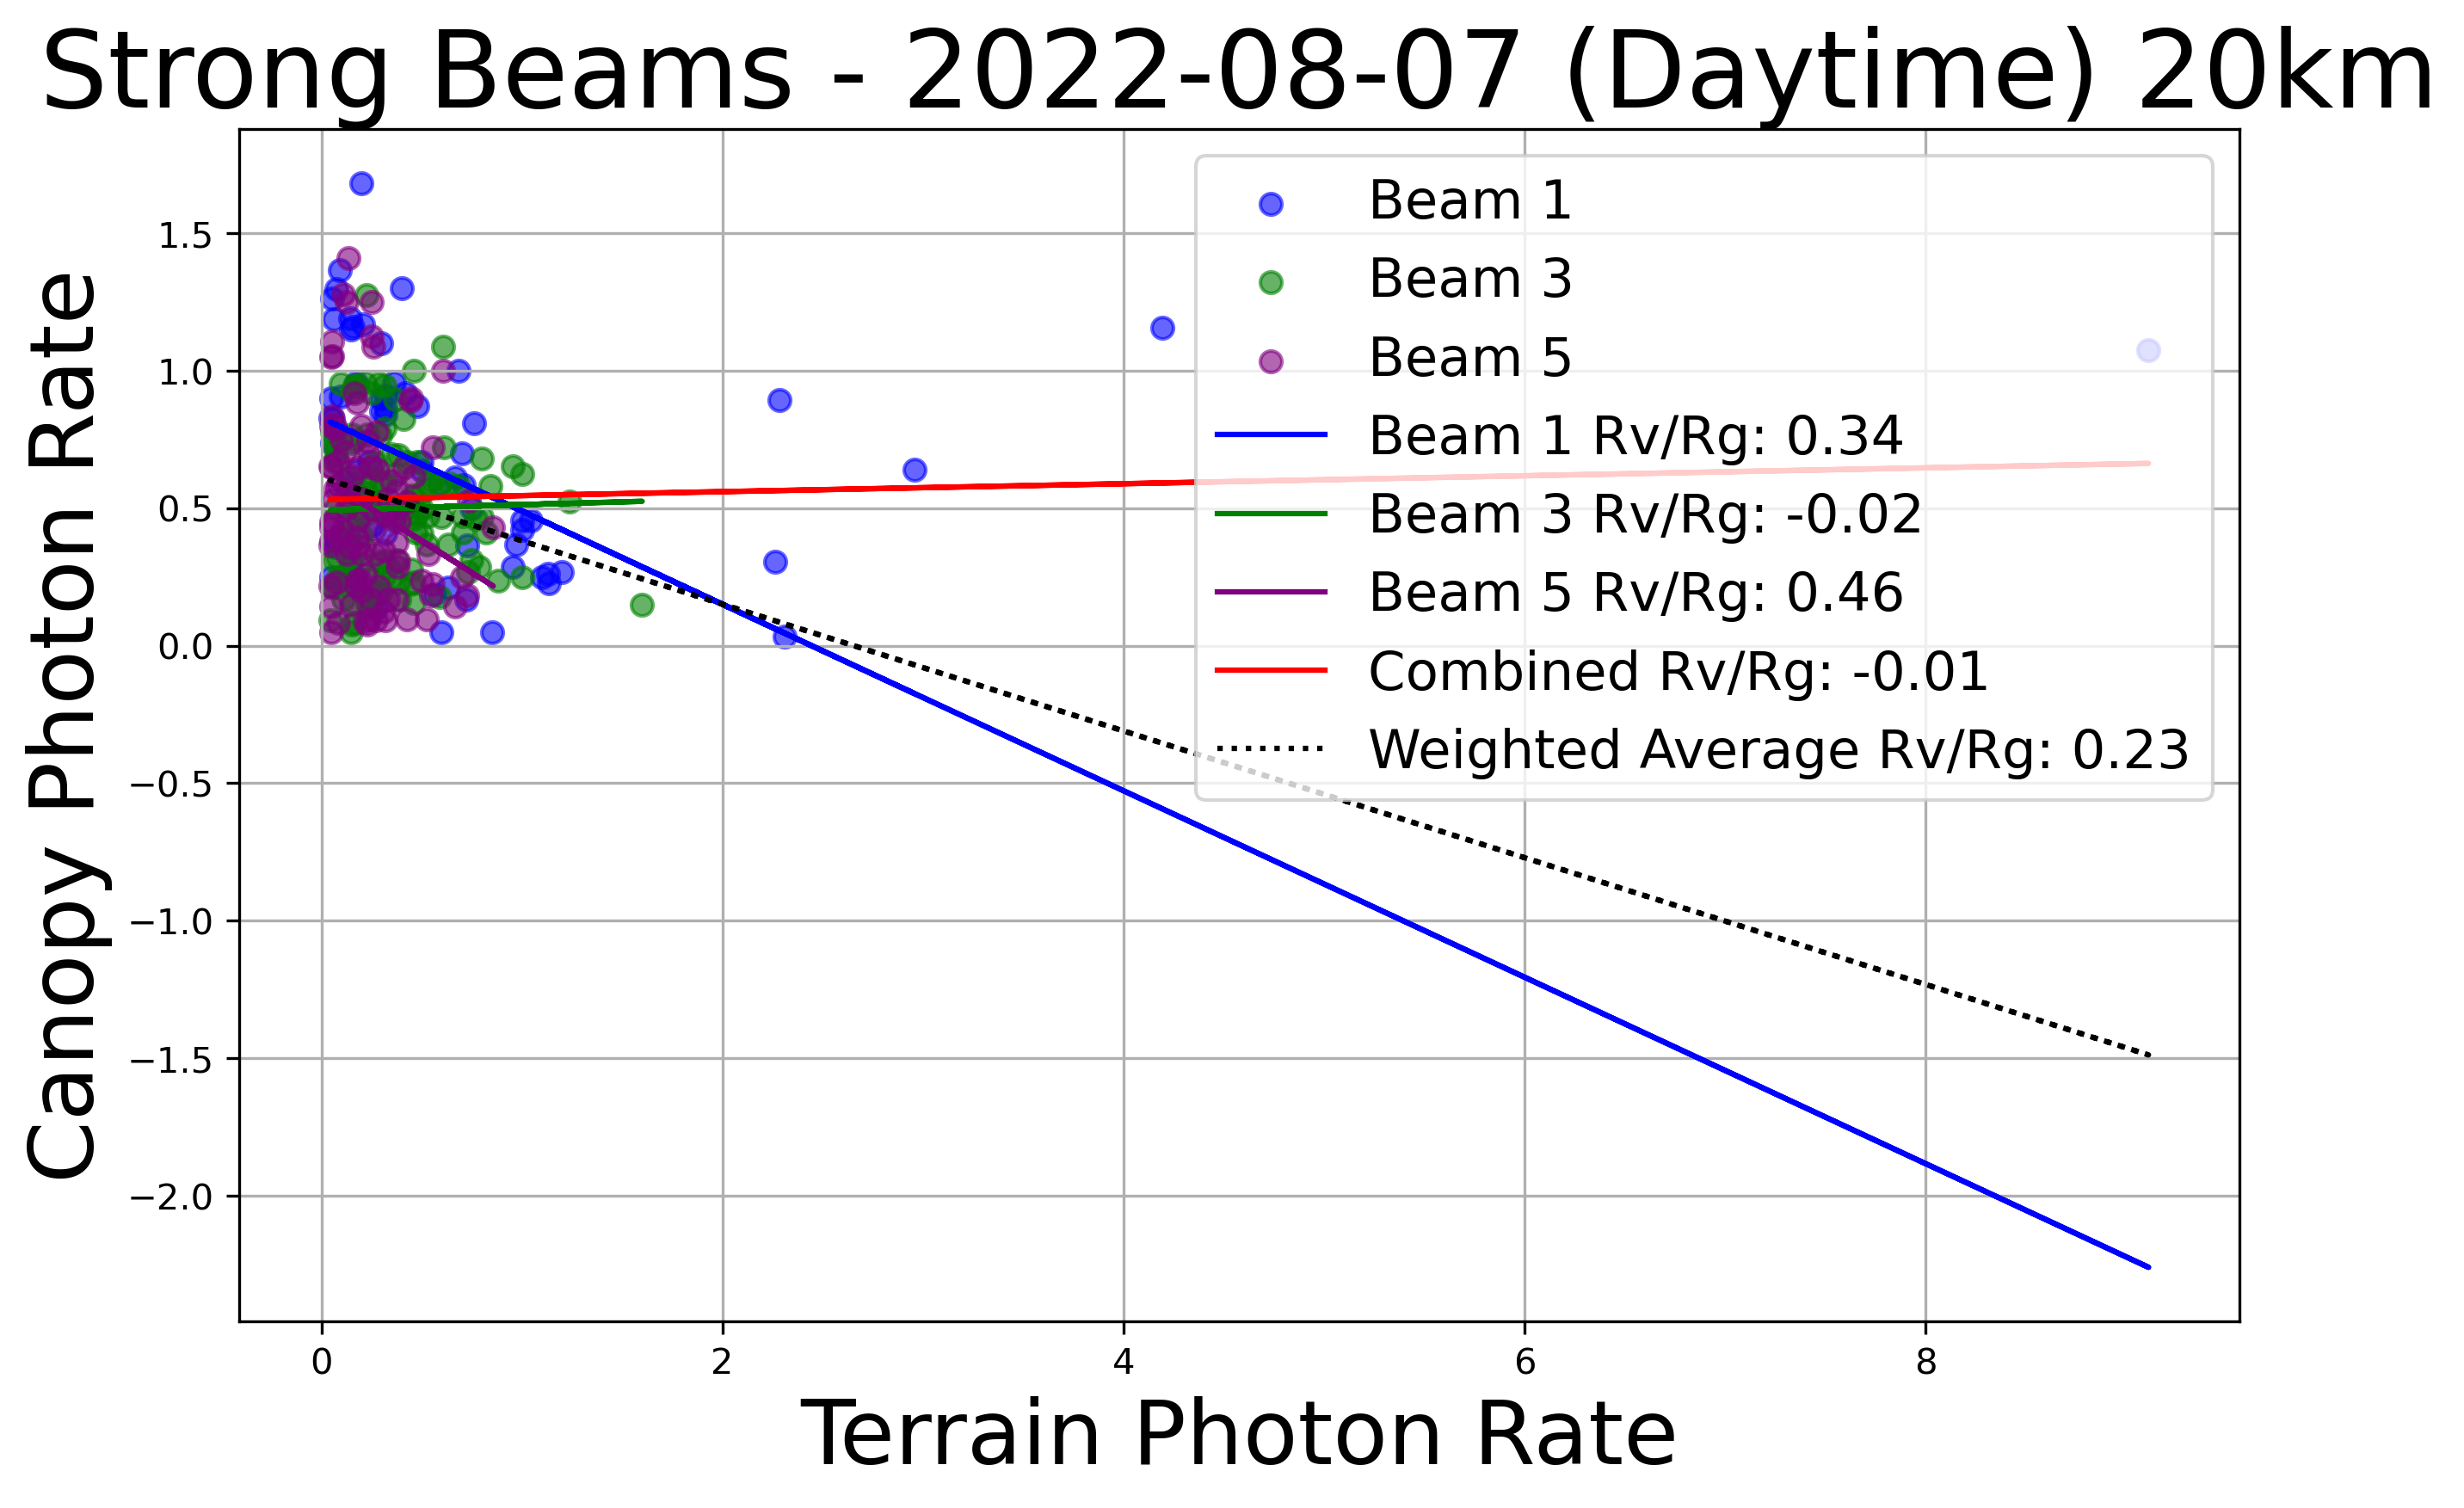 Strong Beams - 2022-08-07 (Daytime) 20km
Canopy Photon Rate
1.5
1.0
0.5
0.0
−0.5
−1.0
−1.5
−2.0
Beam 1
Beam 3
Beam 5
Beam 1 Rv/Rg: 0.34
Beam 3 Rv/Rg: -0.02
Beam 5 Rv/Rg: 0.46
Combined Rv/Rg: -0.01
Weighted Average Rv/Rg: 0.23
0 2 4 6 8
Terrain Photon Rate